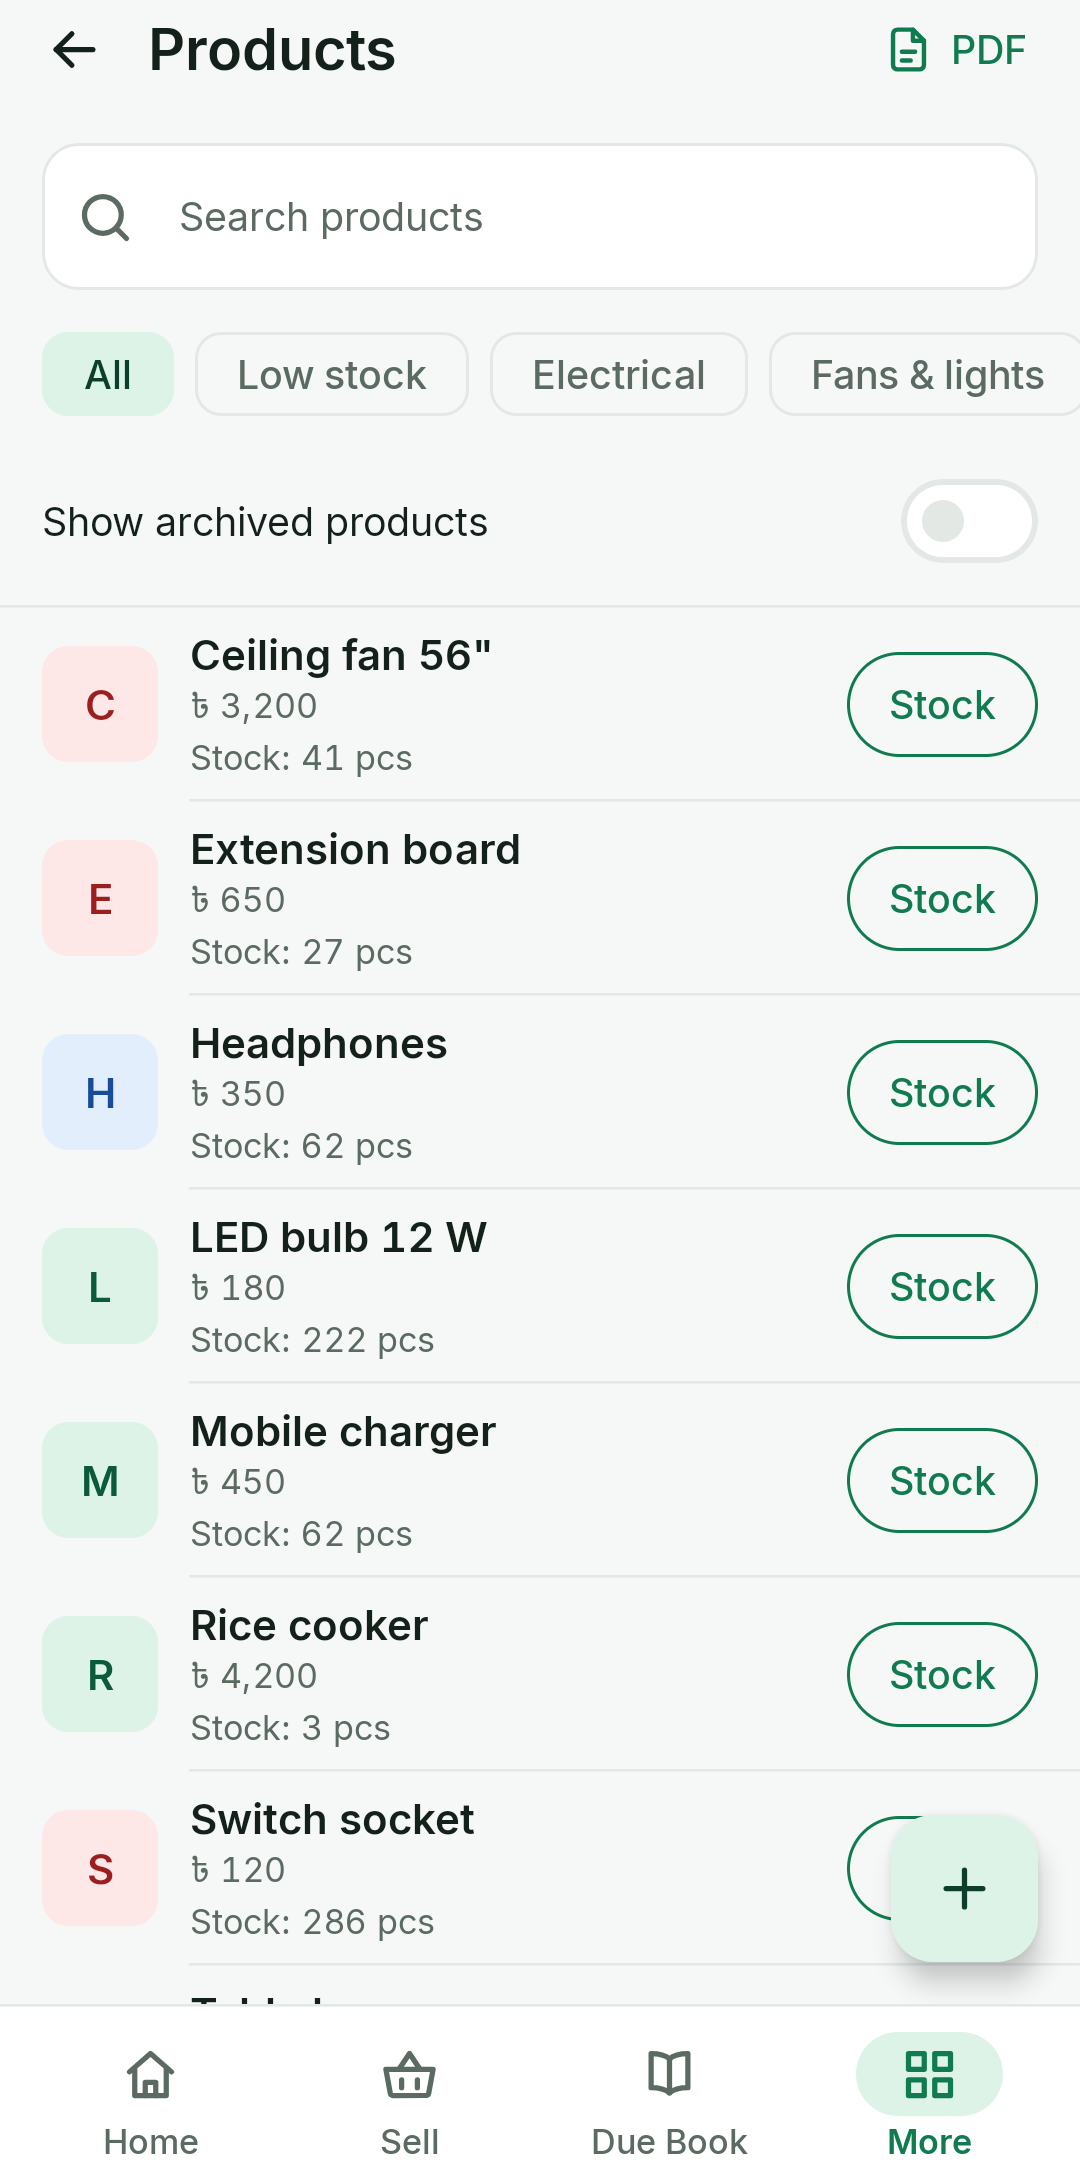 Products
PDF
Search products
All
Low stock
Electrical
Fans & lights
Show archived products
C
Ceiling fan 56"
৳ 3,200
Stock: 41 pcs
Stock
E
Extension board
৳ 650
Stock: 27 pcs
Stock
H
Headphones
৳ 350
Stock: 62 pcs
Stock
L
LED bulb 12 W
৳ 180
Stock: 222 pcs
Stock
M
Mobile charger
৳ 450
Stock: 62 pcs
Stock
R
Rice cooker
৳ 4,200
Stock: 3 pcs
Stock
S
Switch socket
৳ 120
Stock: 286 pcs
Home
Sell
Due Book
More